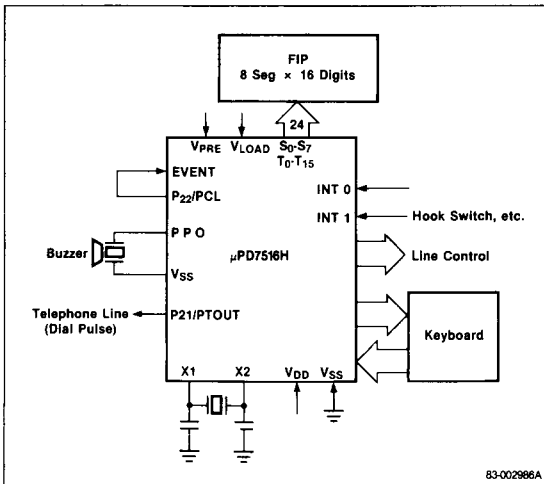 FIP
8 Seg × 16 Digits
24
VPRE
VLOAD
S0-S7
T0-T15
EVENT
P22/PCL
INT 0
INT 1
Hook Switch, etc.
PPO
Buzzer
μPD7516H
Line Control
VSS
Telephone Line
(Dial Pulse)
P21/PTOUT
Keyboard
X1
X2
VDD
VSS
83-002986A